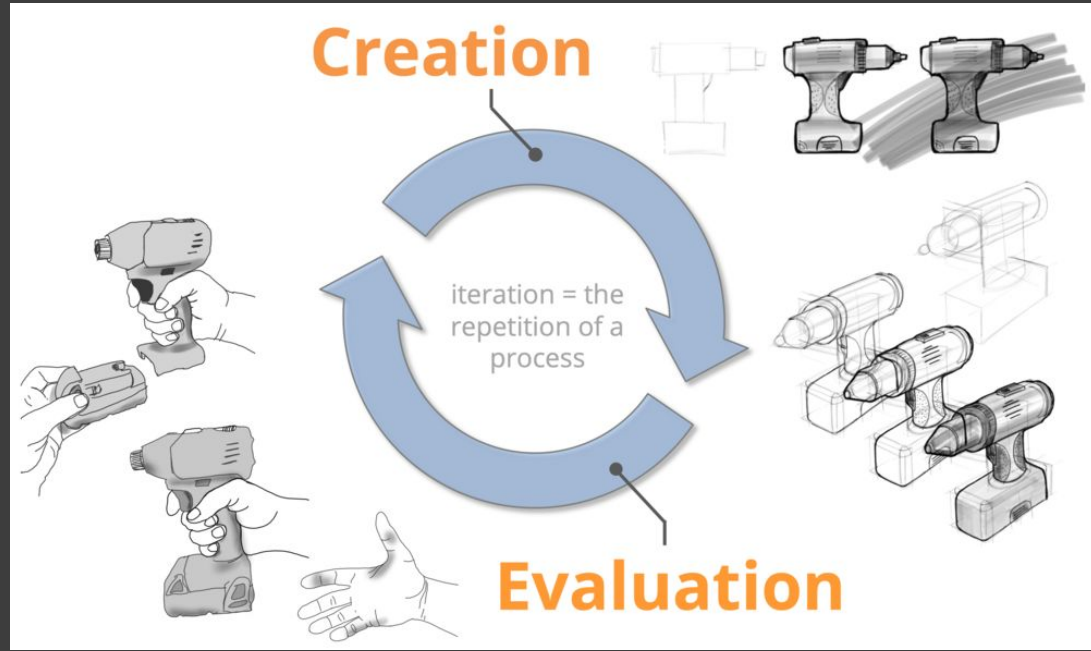 Creation
iteration = the
repetition of a
process
Evaluation